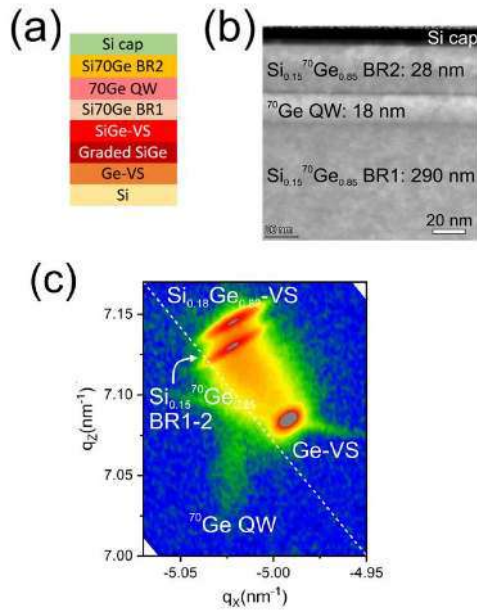 (a)
Si cap
Si70Ge BR2
70Ge QW
Si70Ge BR1
SiGe-VS
Graded SiGe
Ge-VS
Si
(b)
Si cap
Si₀.₁₅⁷⁰Ge₀.₈₅ BR2: 28 nm
⁷⁰Ge QW: 18 nm
Si₀.₁₅⁷⁰Ge₀.₈₅ BR1: 290 nm
20 nm
(c)
7.15
7.10
7.05
7.00
qz(nm⁻¹)
Si₀.₁₈Ge₀.₈₂-VS
Si₀.₁₅⁷⁰Ge₀.₈₅
BR1-2
Ge-VS
⁷⁰Ge QW
-5.05
-5.00
-4.95
qx(nm⁻¹)